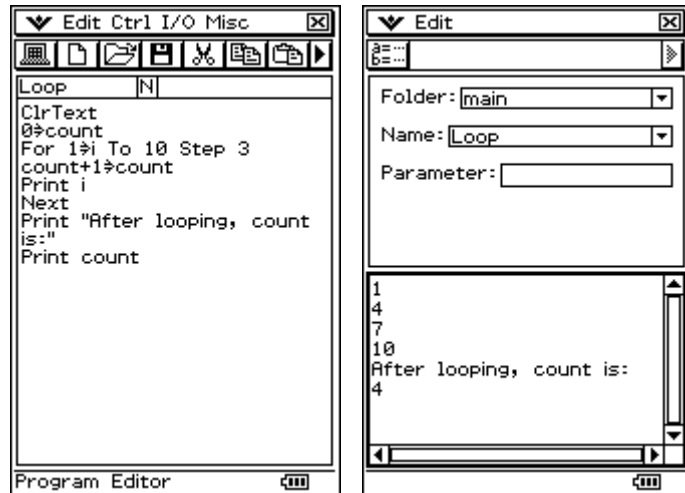 Edit Ctrl I/O Misc
Loop N
ClrText
0⇒count
For 1⇒i To 10 Step 3
count+1⇒count
Print i
Next
Print "After looping, count
is:"
Print count
Program Editor
Edit
Folder: main
Name: Loop
Parameter:
1
4
7
10
After looping, count is:
4